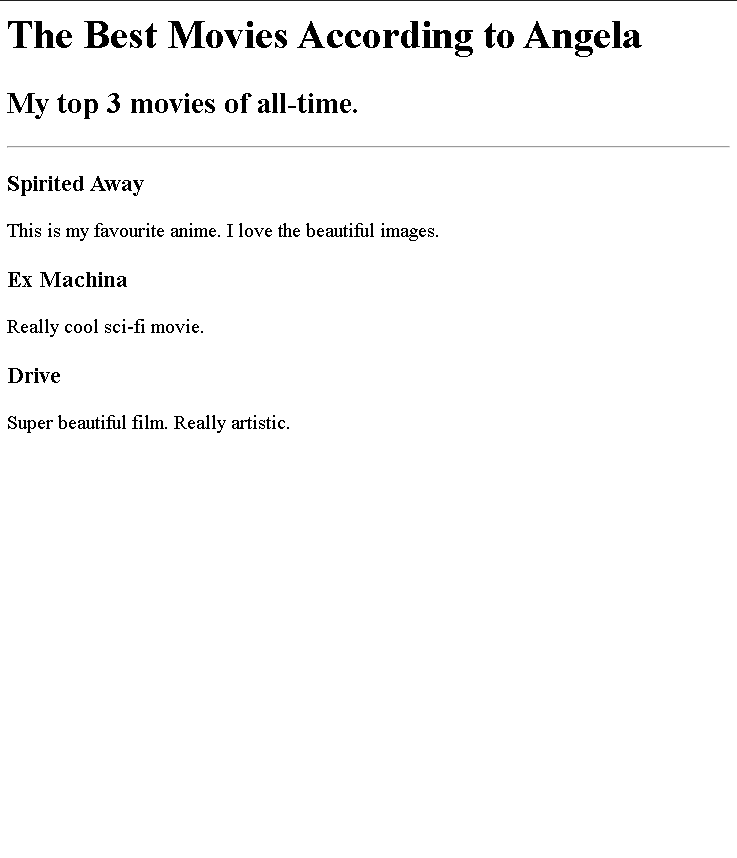 The Best Movies According to Angela
My top 3 movies of all-time.
Spirited Away
This is my favourite anime. I love the beautiful images.
Ex Machina
Really cool sci-fi movie.
Drive
Super beautiful film. Really artistic.